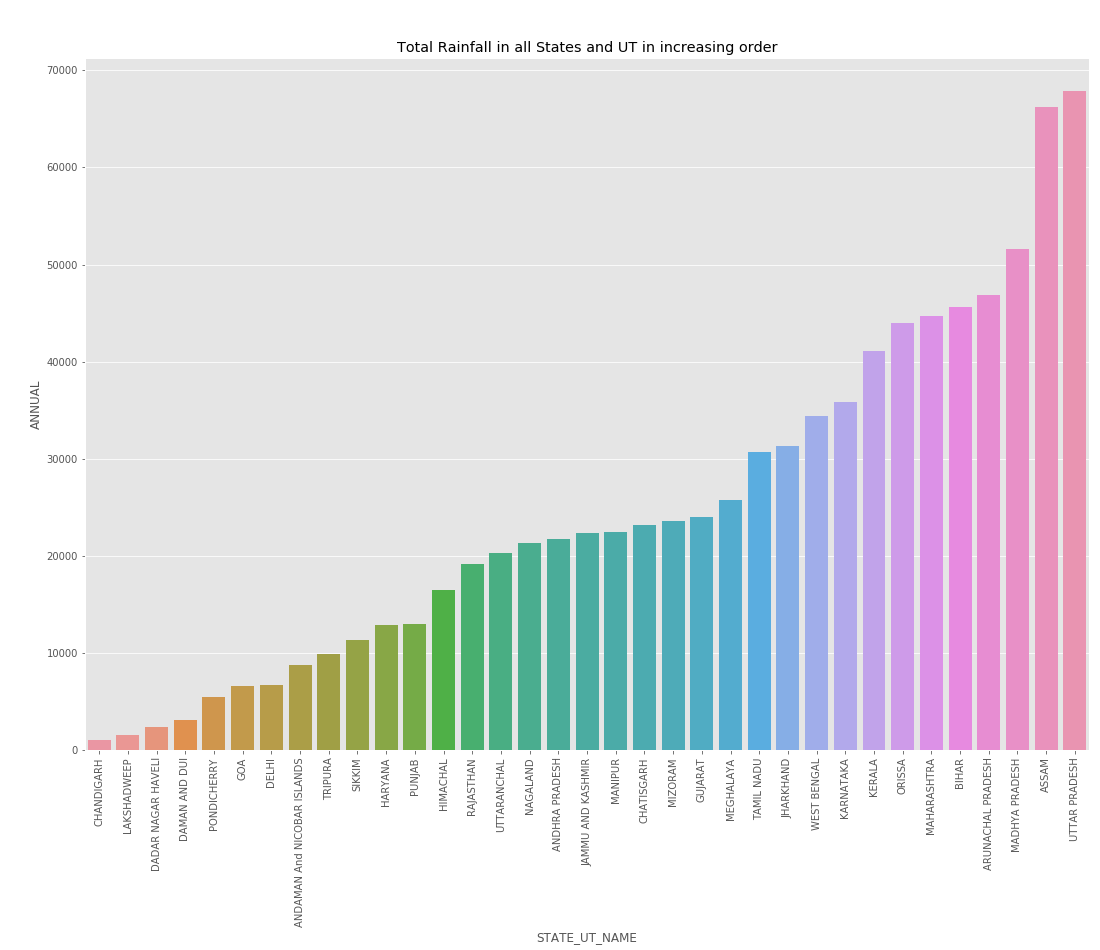 Total Rainfall in all States and UT in increasing order
70000
60000
50000
40000
30000
20000
10000
0
ANNUAL
CHANDIGARH
LAKSHADWEEP
DADAR NAGAR HAVELI
DAMAN AND DUI
PONDICHERRY
GOA
DELHI
ANDAMAN And NICOBAR ISLANDS
TRIPURA
SIKKIM
HARYANA
PUNJAB
HIMACHAL
RAJASTHAN
UTTARANCHAL
NAGALAND
ANDHRA PRADESH
JAMMU AND KASHMIR
MANIPUR
CHATISGARH
MIZORAM
GUJARAT
MEGHALAYA
TAMIL NADU
JHARKHAND
WEST BENGAL
KARNATAKA
KERALA
ORISSA
MAHARASHTRA
BIHAR
ARUNACHAL PRADESH
MADHYA PRADESH
ASSAM
UTTAR PRADESH
STATE_UT_NAME